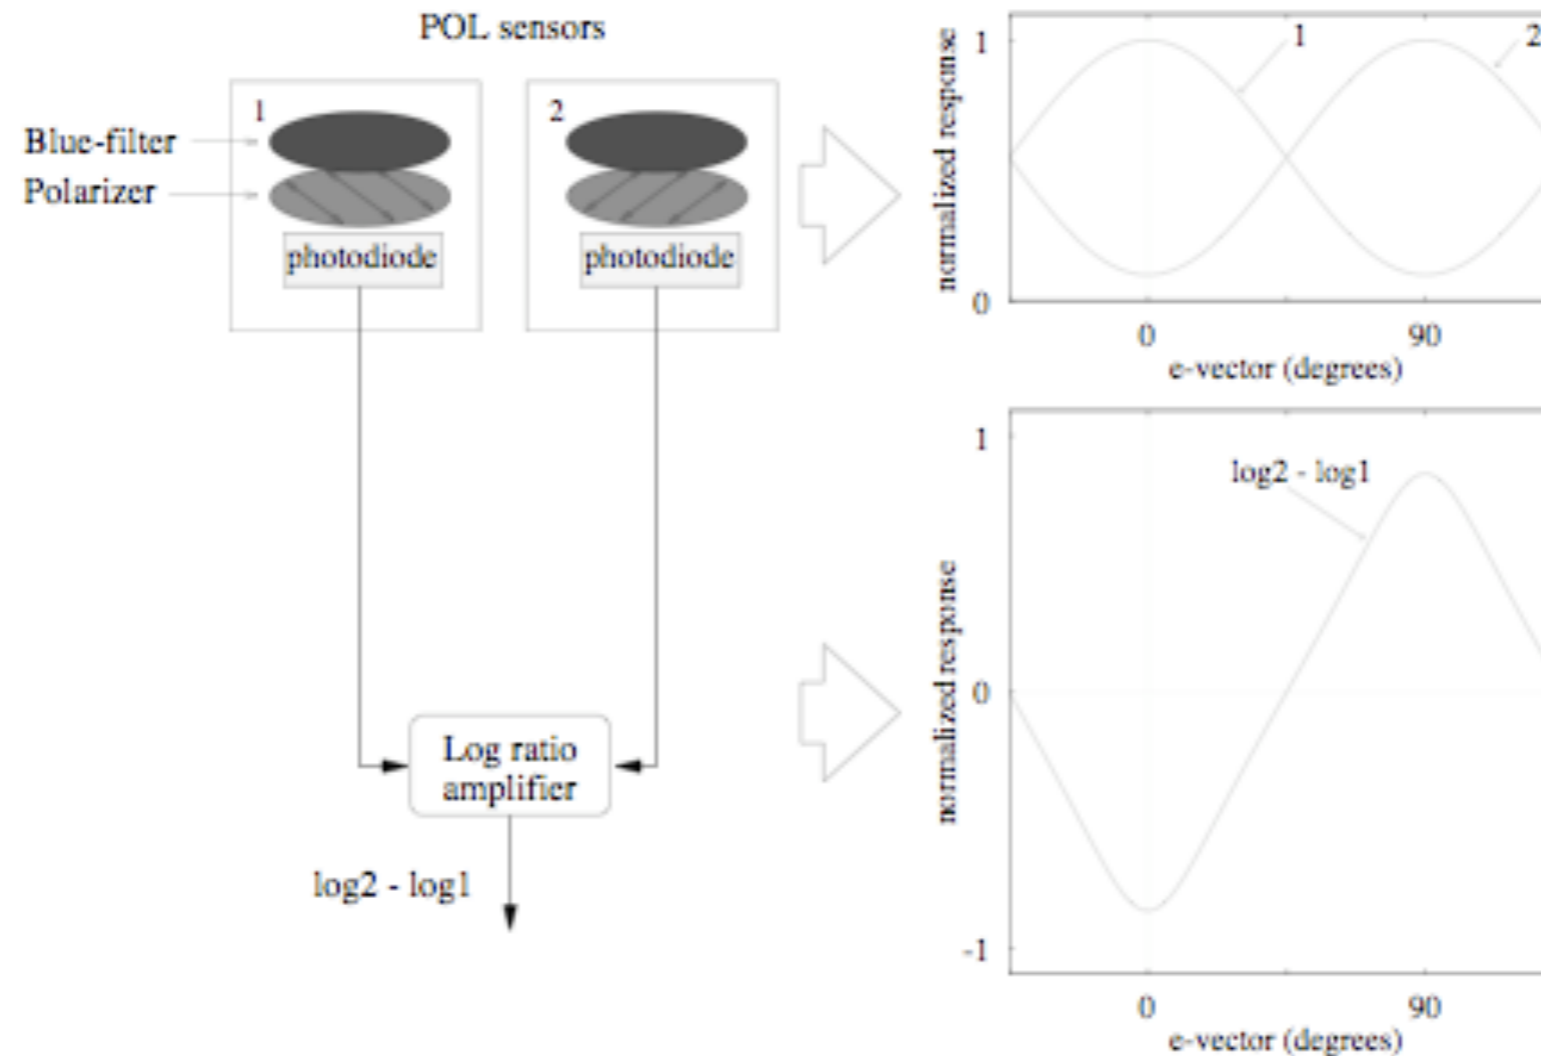 POL sensors
1
2
Blue-filter
Polarizer
photodiode
photodiode
Log ratio
amplifier
log2 - log1
normalized response
1
0
1
2
0
90
e-vector (degrees)
normalized response
1
0
-1
log2 - log1
0
90
e-vector (degrees)